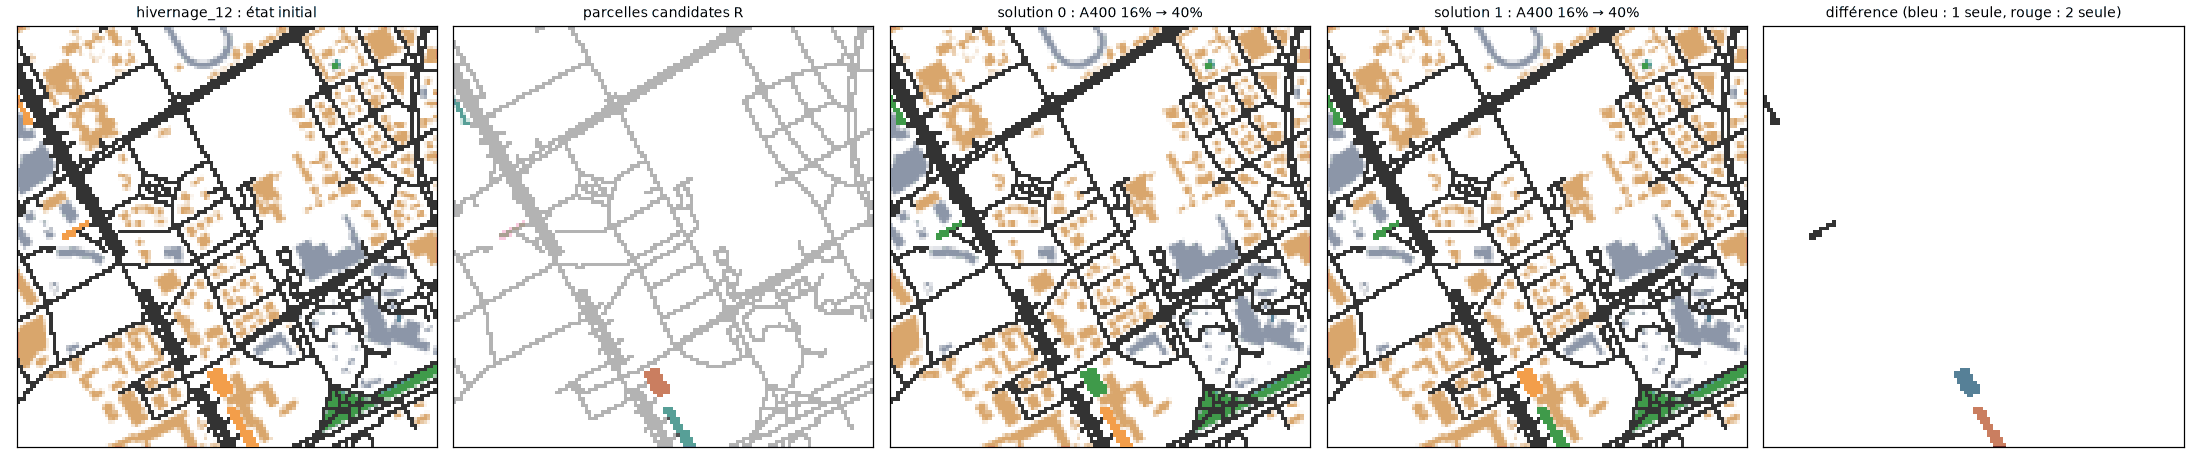 hivernage_12 : état initial
parcelles candidates R
solution 0 : A400 16% → 40%
solution 1 : A400 16% → 40%
différence (bleu : 1 seule, rouge : 2 seule)